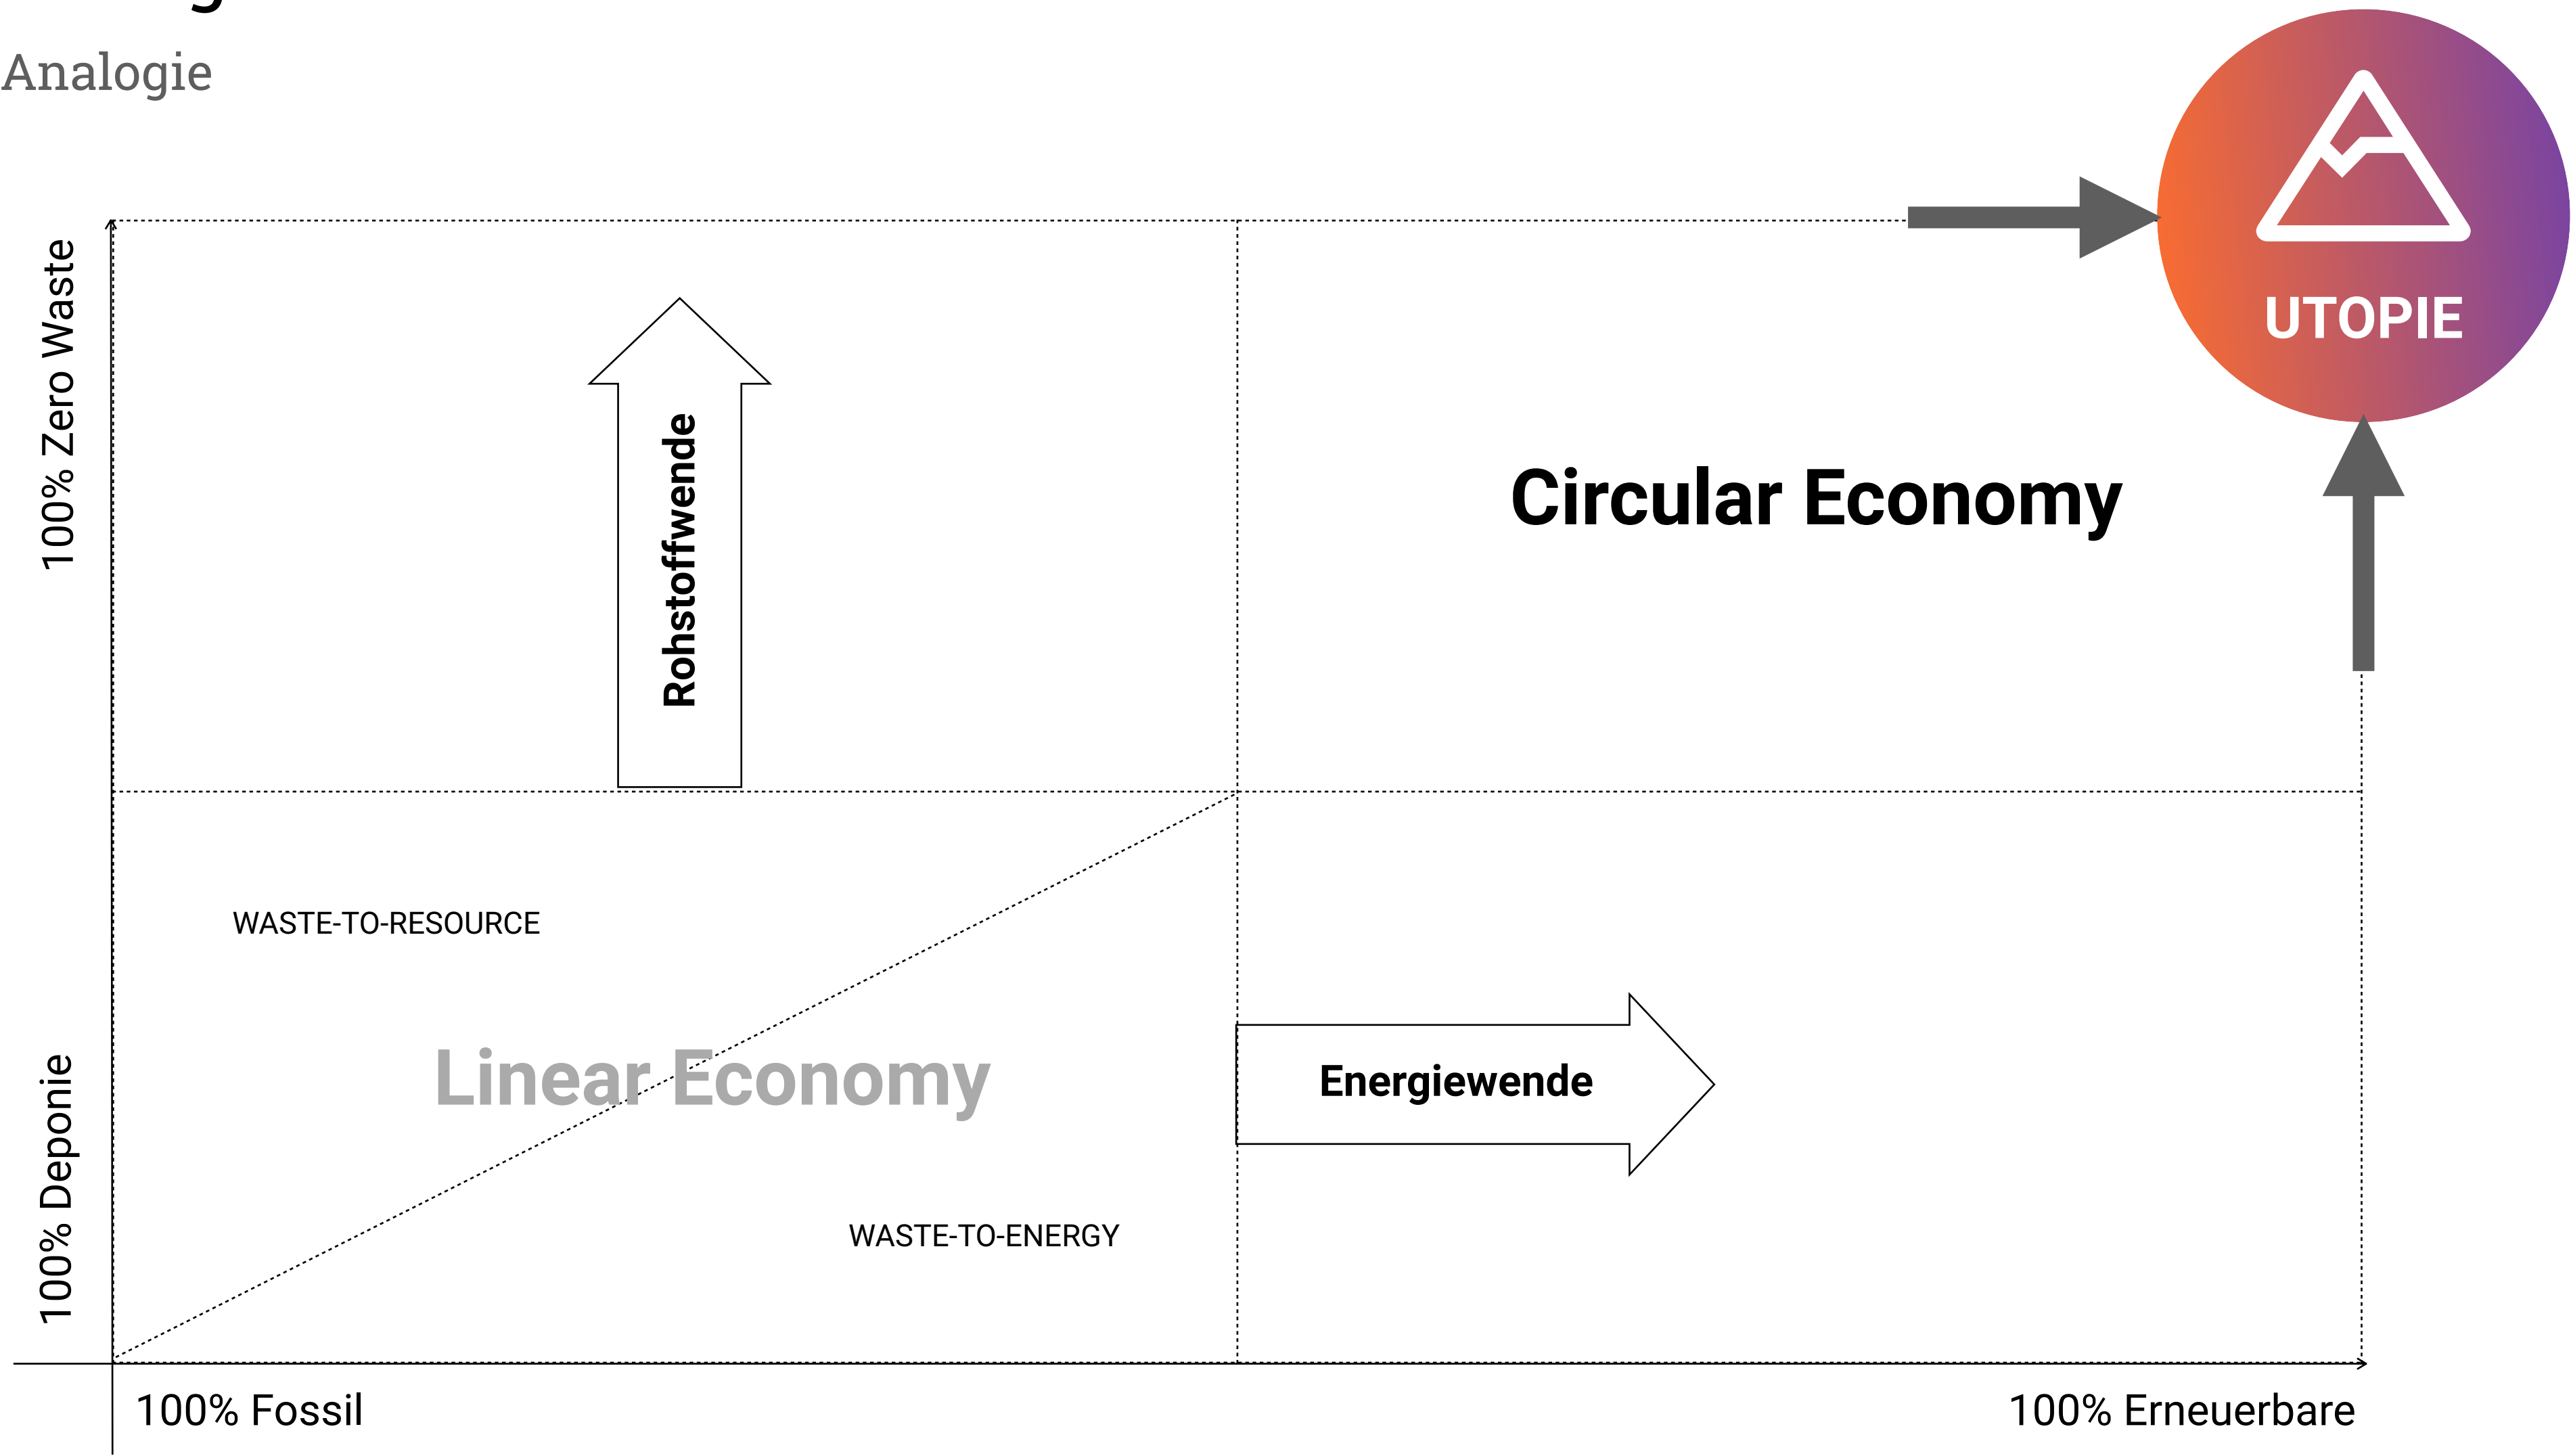 Analogie
UTOPIE
100% Zero Waste
Rohstoffwende
Circular Economy
WASTE-TO-RESOURCE
Linear Economy
Energiewende
100% Deponie
WASTE-TO-ENERGY
100% Fossil
100% Erneuerbare